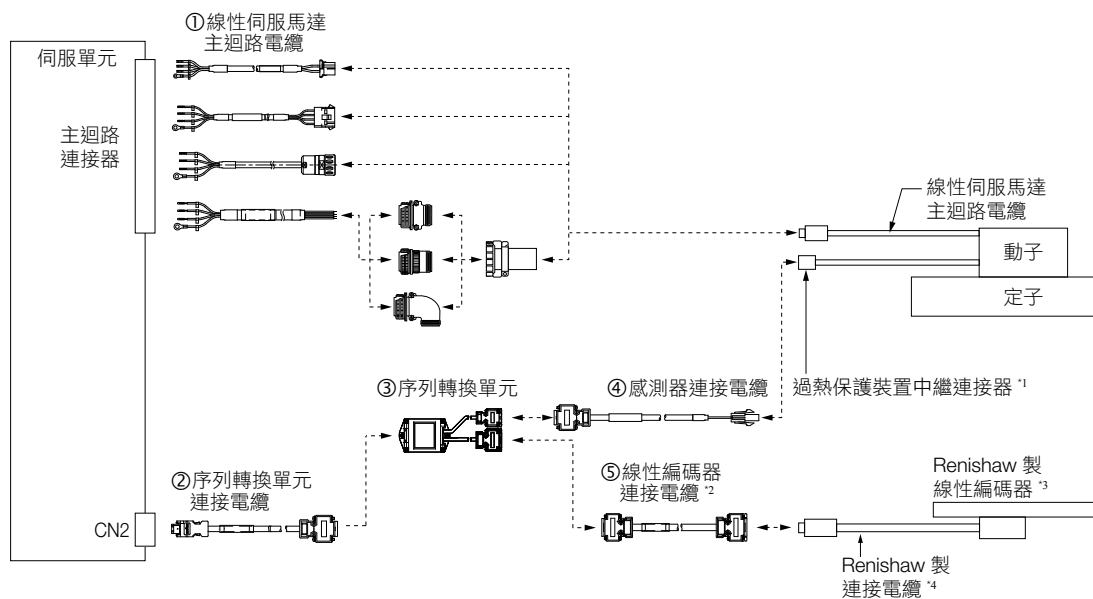 ①線性伺服馬達
主迴路電纜
伺服單元
主迴路
連接器
線性伺服馬達
主迴路電纜
動子
定子
③序列轉換單元
④感測器連接電纜
過熱保護裝置中繼連接器 *1
②序列轉換單元
連接電纜
⑤線性編碼器
連接電纜 *2
Renishaw 製
線性編碼器 *3
CN2
Renishaw 製
連接電纜 *4